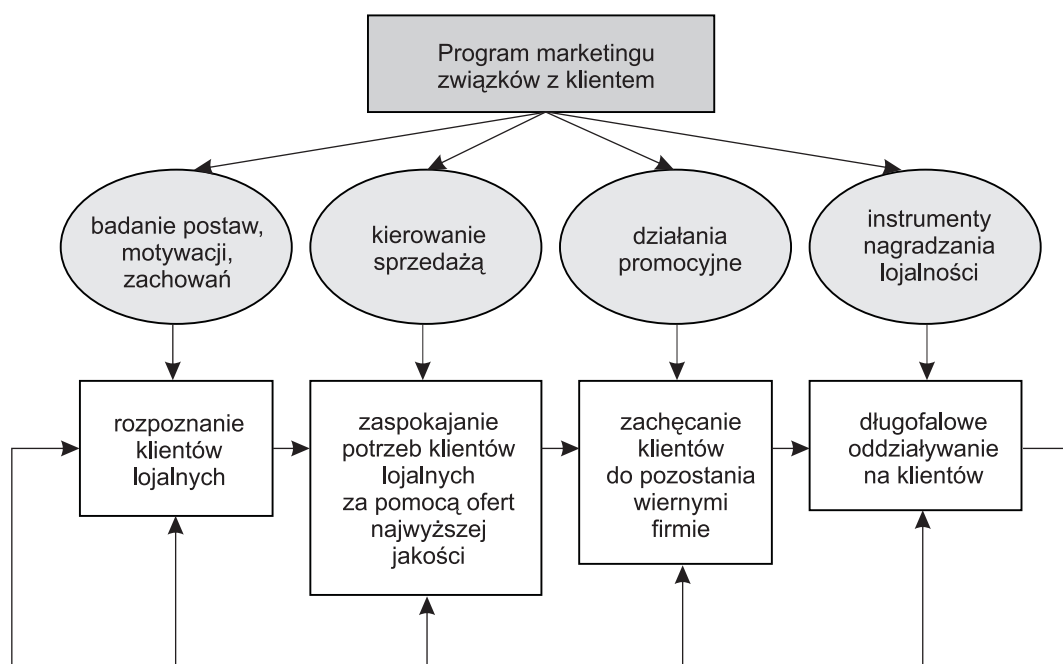 Program marketingu
związków z klientem
badanie postaw,
motywacji,
zachowań
kierowanie
sprzedażą
działania
promocyjne
instrumenty
nagradzania
lojalności
rozpoznanie
klientów
lojalnych
zaspokajanie
potrzeb klientów
lojalnych
za pomocą ofert
najwyższej
jakości
zachęcanie
klientów
do pozostania
wiernymi
firmie
długofalowe
oddziaływanie
na klientów